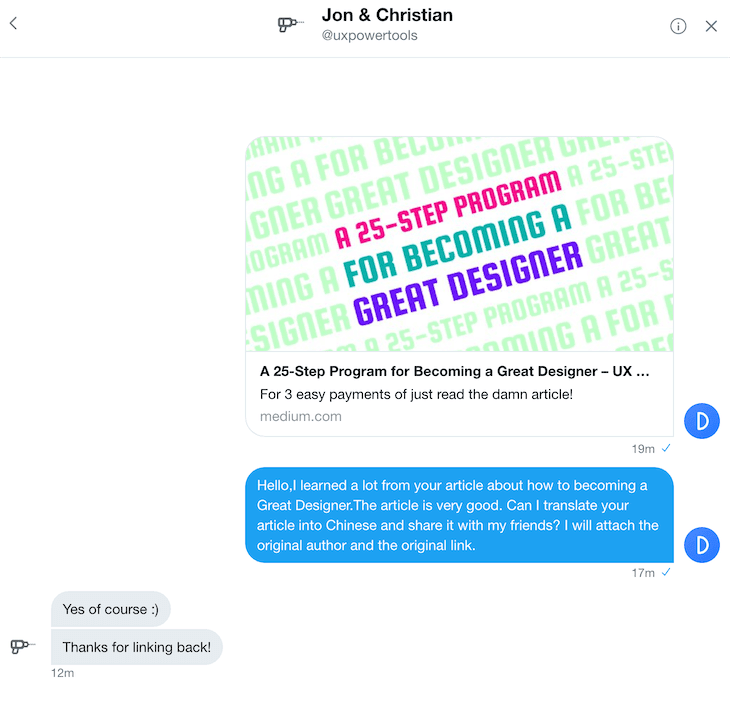 Jon & Christian
@uxpowertools
A 25-STEP PROGRAM
FOR BECOMING A
GREAT DESIGNER
A 25-Step Program for Becoming a Great Designer – UX ...
For 3 easy payments of just read the damn article!
medium.com
D
19m
Hello,I learned a lot from your article about how to becoming a
Great Designer.The article is very good. Can I translate your
article into Chinese and share it with my friends? I will attach the
original author and the original link.
D
17m
Yes of course :)
Thanks for linking back!
12m